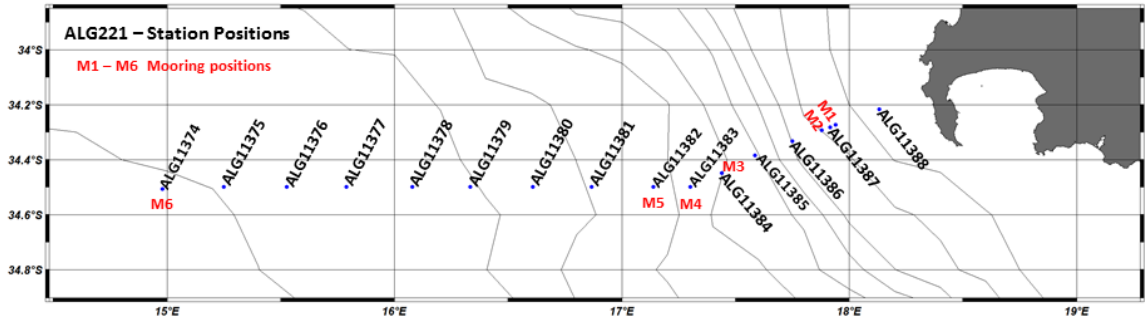 ALG221 – Station Positions
M1 – M6 Mooring positions
34°S
34.2°S
34.4°S
34.6°S
34.8°S
ALG11374
ALG11375
ALG11376
ALG11377
ALG11378
ALG11379
ALG11380
ALG11381
ALG11382
ALG11383
ALG11384
ALG11385
ALG11386
ALG11387
ALG11388
M1
M2
M3
M4
M5
M6
15°E
16°E
17°E
18°E
19°E